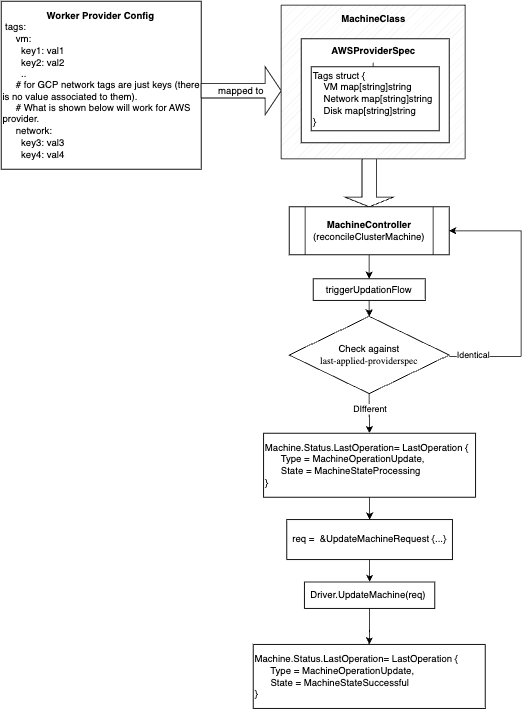 Worker Provider Config
tags:
vm:
key1: val1
key2: val2
..
# for GCP network tags are just keys (there
is no value associated to them).
# What is shown below will work for AWS
provider.
network:
key3: val3
key4: val4
mapped to
MachineClass
AWSProviderSpec
Tags struct {
VM map[string]string
Network map[string]string
Disk map[string]string
}
MachineController
(reconcileClusterMachine)
triggerUpdationFlow
Check against
last-applied-providerspec
Identical
DIfferent
Machine.Status.LastOperation= LastOperation {
Type = MachineOperationUpdate,
State = MachineStateProcessing
}
req =  &UpdateMachineRequest {...}
Driver.UpdateMachine(req)
Machine.Status.LastOperation= LastOperation {
Type = MachineOperationUpdate,
State = MachineStateSuccessful
}